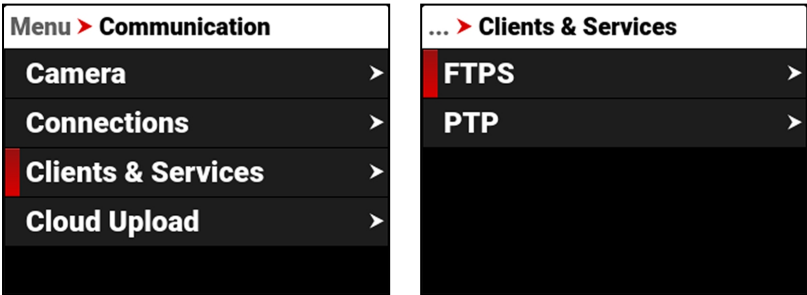 Menu ➤ Communication
Camera
Connections
Clients & Services
Cloud Upload
... ➤ Clients & Services
FTPS
PTP